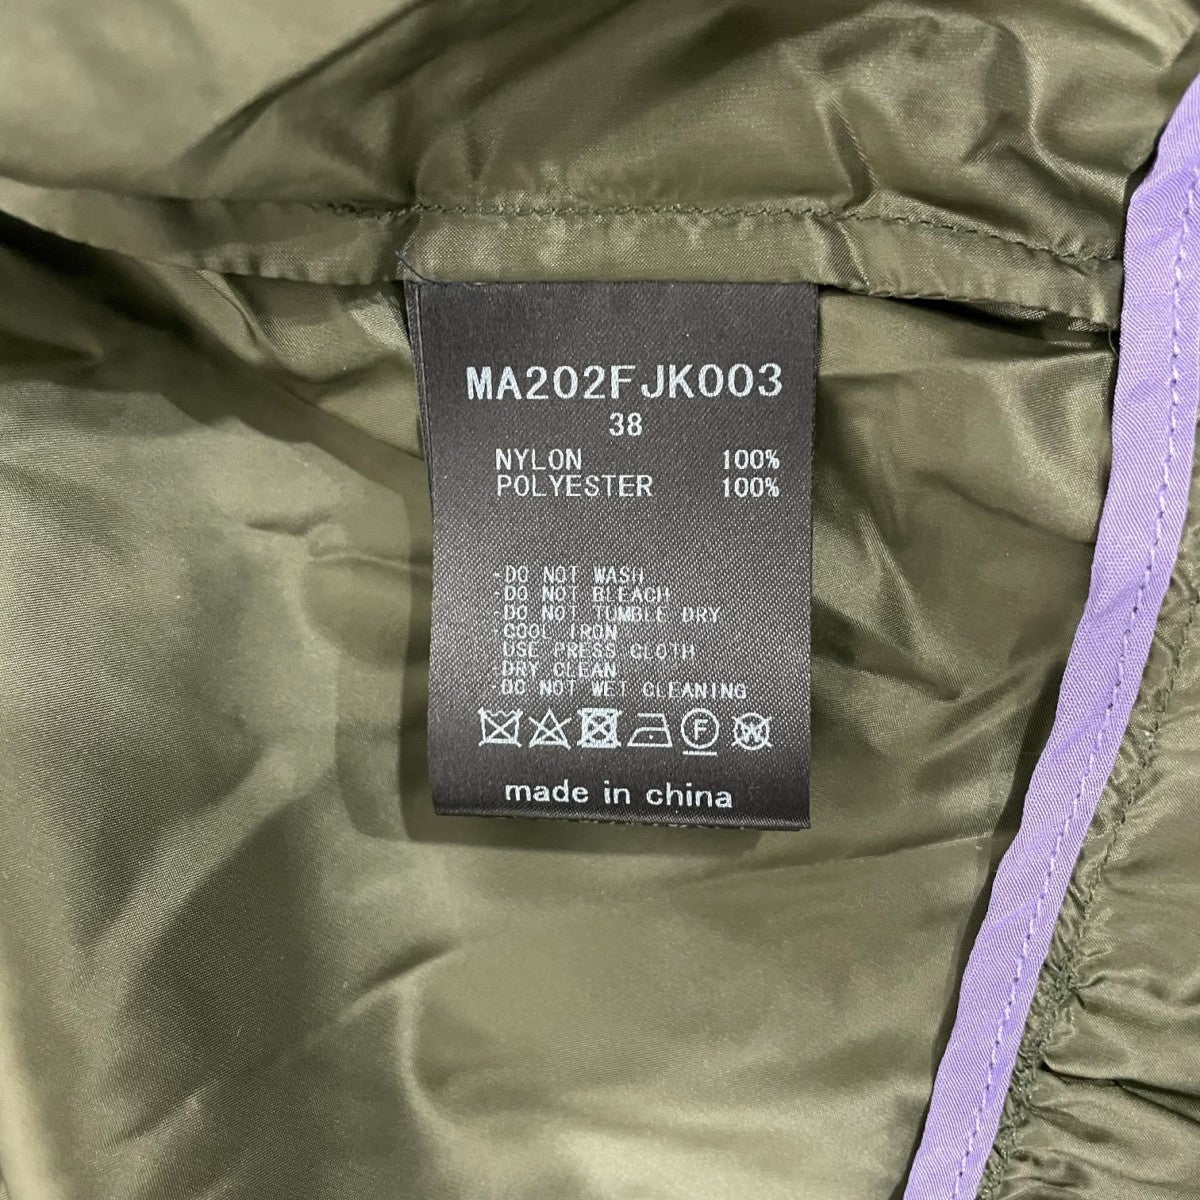 MA202FJK003
38
NYLON 100%
POLYESTER 100%
-DO NOT WASH
-DO NOT BLEACH
-DO NOT TUMBLE DRY
-COOL IRON
USE PRESS CLOTH
DRY CLEAN
-DO NOT WET CLEANING
F W
made in china